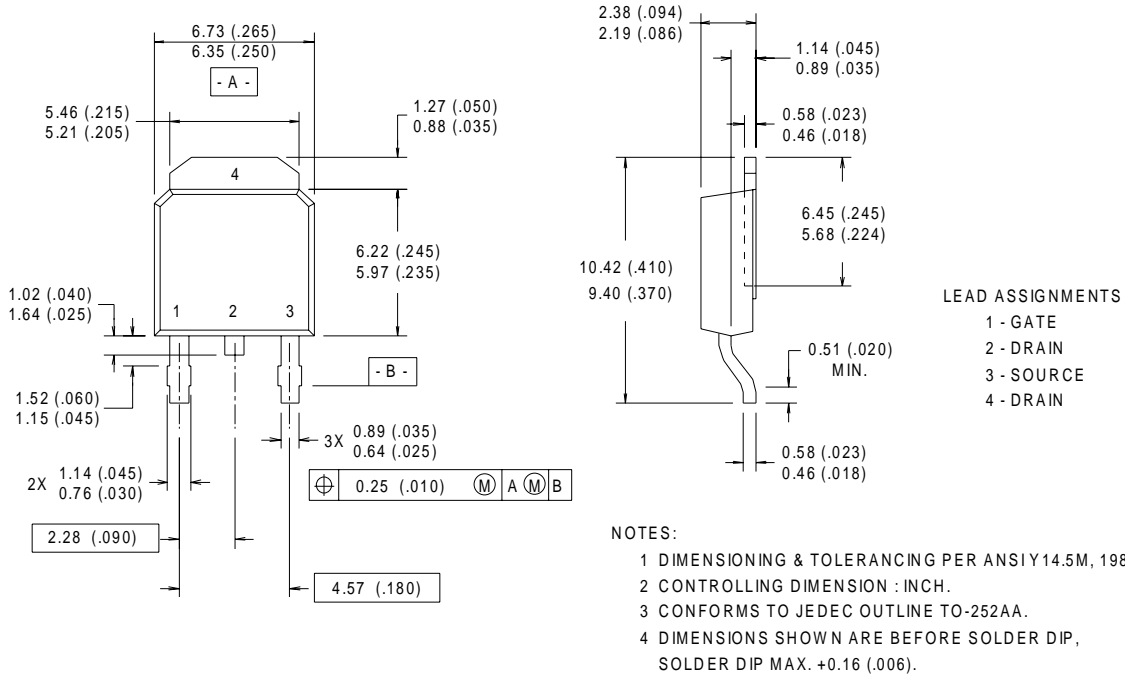 6.73 (.265)
6.35 (.250)
- A -
5.46 (.215)
5.21 (.205)
1.27 (.050)
0.88 (.035)
4
6.22 (.245)
5.97 (.235)
1.02 (.040)
1.64 (.025)
1 2 3
- B -
1.52 (.060)
1.15 (.045)
3X 0.89 (.035)
0.64 (.025)
2X 1.14 (.045)
0.76 (.030)
0.25 (.010) M A M B
2.28 (.090)
4.57 (.180)
2.38 (.094)
2.19 (.086)
1.14 (.045)
0.89 (.035)
0.58 (.023)
0.46 (.018)
6.45 (.245)
5.68 (.224)
10.42 (.410)
9.40 (.370)
0.51 (.020)
MIN.
0.58 (.023)
0.46 (.018)
LEAD ASSIGNMENTS
1 - GATE
2 - DRAIN
3 - SOURCE
4 - DRAIN
NOTES:
1 DIMENSIONING & TOLERANCING PER ANSI Y14.5M, 198
2 CONTROLLING DIMENSION : INCH.
3 CONFORMS TO JEDEC OUTLINE TO-252AA.
4 DIMENSIONS SHOWN ARE BEFORE SOLDER DIP,
SOLDER DIP MAX. +0.16 (.006).